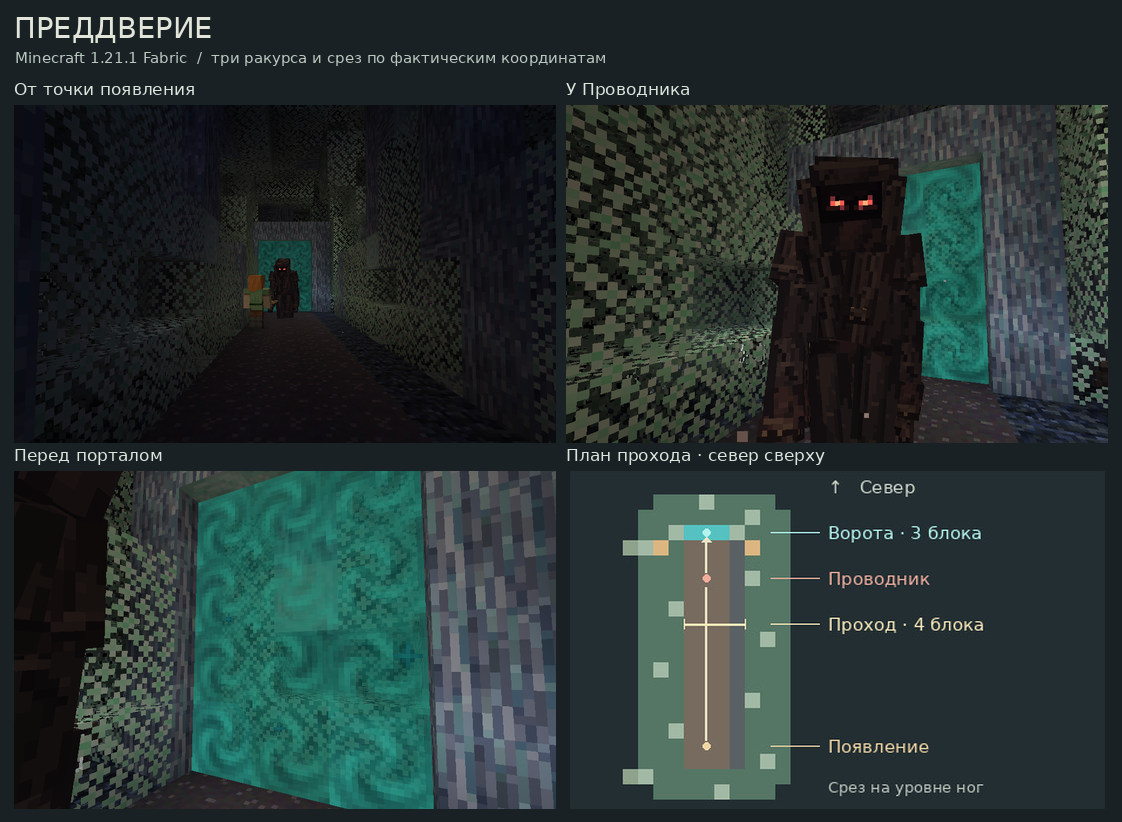 ПРЕДДВЕРИЕ
Minecraft 1.21.1 Fabric / три ракурса и срез по фактическим координатам
От точки появления
У Проводника
Перед порталом
План прохода · север сверху
↑ Север
Ворота · 3 блока
Проводник
Проход · 4 блока
Появление
Срез на уровне ног